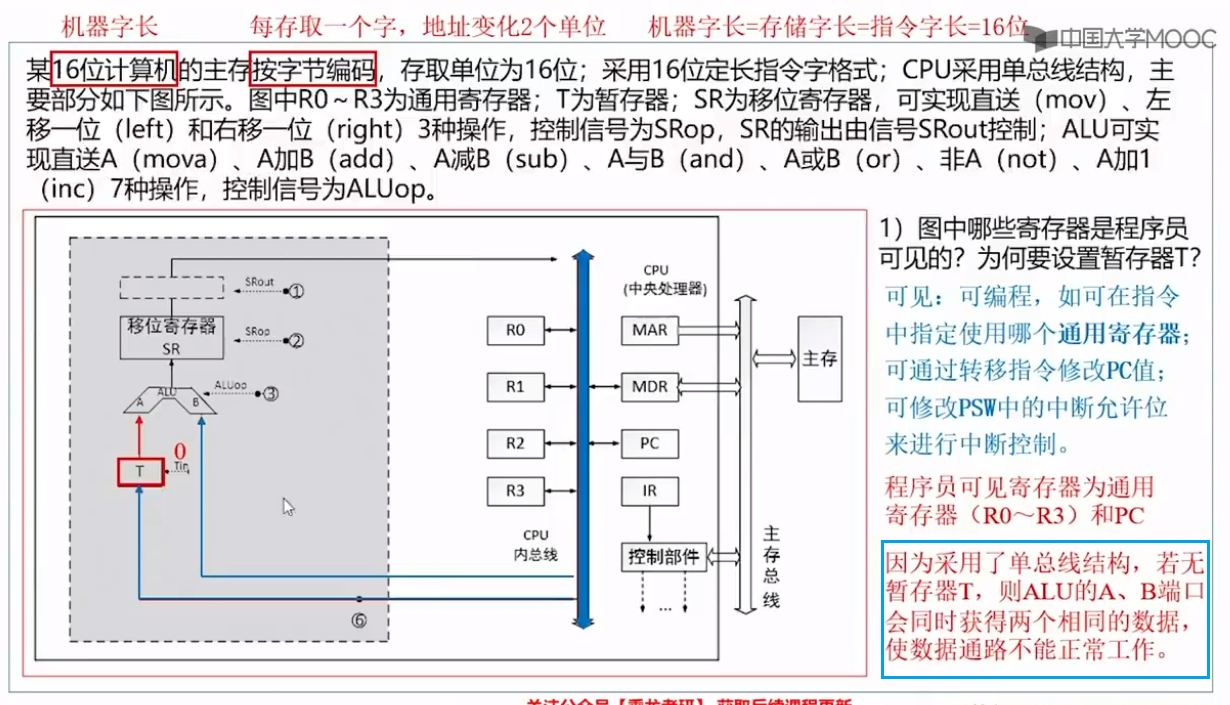 机器字长 每存取一个字，地址变化2个单位 机器字长=存储字长=指令字长=16位
中国大学MOOC
某16位计算机的主存按字节编码，存取单位为16位；采用16位定长指令字格式；CPU采用单总线结构，主
要部分如下图所示。图中R0～R3为通用寄存器；T为暂存器；SR为移位寄存器，可实现直送（mov）、左
移一位（left）和右移一位（right）3种操作，控制信号为SRop，SR的输出由信号SRout控制；ALU可实
现直送A（mova）、A加B（add）、A减B（sub）、A与B（and）、A或B（or）、非A（not）、A加1
（inc）7种操作，控制信号为ALUop。
SRout
①
移位寄存器
SR
SRop
②
ALU
A
B
ALUop
③
T
0
Tin
⑥
R0
R1
R2
R3
CPU
内总线
CPU
(中央处理器)
MAR
MDR
PC
IR
控制部件
...
主存
主存总线
1）图中哪些寄存器是程序员
可见的？为何要设置暂存器T？
可见：可编程，如可在指令
中指定使用哪个通用寄存器；
可通过转移指令修改PC值；
可修改PSW中的中断允许位
来进行中断控制。
程序员可见寄存器为通用
寄存器（R0～R3）和PC
因为采用了单总线结构，若无
暂存器T，则ALU的A、B端口
会同时获得两个相同的数据，
使数据通路不能正常工作。